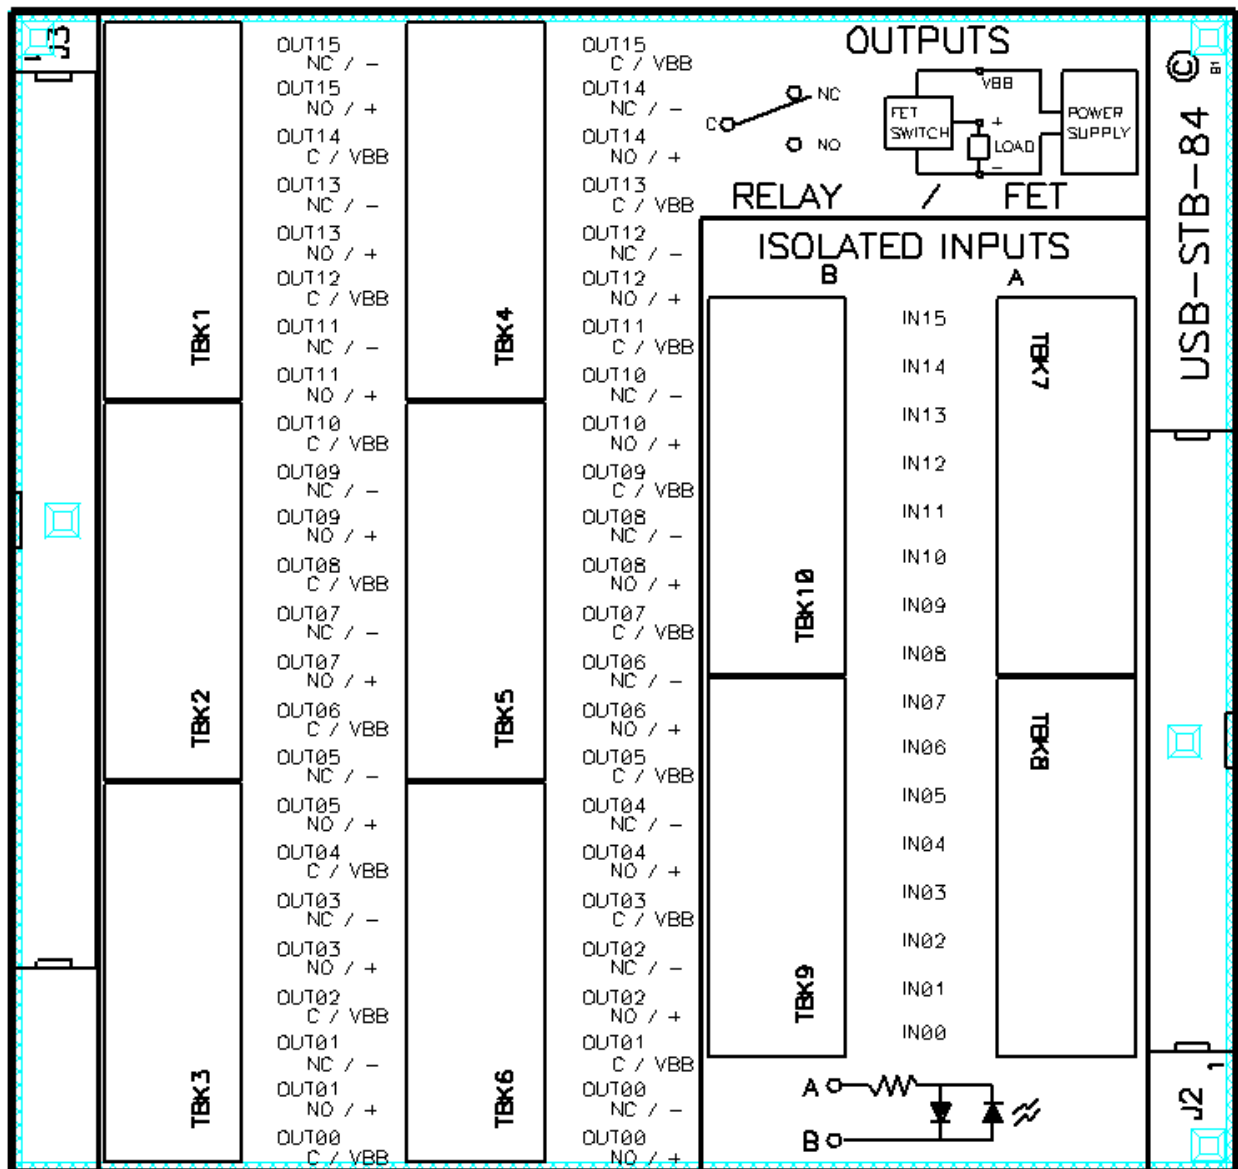 1
J3
TBK1
TBK2
TBK3
OUT15
NC / -
OUT15
NO / +
OUT14
C / VBB
OUT13
NC / -
OUT13
NO / +
OUT12
C / VBB
OUT11
NC / -
OUT11
NO / +
OUT10
C / VBB
OUT09
NC / -
OUT09
NO / +
OUT08
C / VBB
OUT07
NC / -
OUT07
NO / +
OUT06
C / VBB
OUT05
NC / -
OUT05
NO / +
OUT04
C / VBB
OUT03
NC / -
OUT03
NO / +
OUT02
C / VBB
OUT01
NC / -
OUT01
NO / +
OUT00
C / VBB
TBK4
TBK5
TBK6
OUT15
C / VBB
OUT14
NC / -
OUT14
NO / +
OUT13
C / VBB
OUT12
NC / -
OUT12
NO / +
OUT11
C / VBB
OUT10
NC / -
OUT10
NO / +
OUT09
C / VBB
OUT08
NC / -
OUT08
NO / +
OUT07
C / VBB
OUT06
NC / -
OUT06
NO / +
OUT05
C / VBB
OUT04
NC / -
OUT04
NO / +
OUT03
C / VBB
OUT02
NC / -
OUT02
NO / +
OUT01
C / VBB
OUT00
NC / -
OUT00
NO / +
OUTPUTS
C
NC
NO
FET
SWITCH
VBB
+
LOAD
-
POWER
SUPPLY
RELAY / FET
ISOLATED INPUTS
B
A
TBK10
TBK9
IN15
IN14
IN13
IN12
IN11
IN10
IN09
IN08
IN07
IN06
IN05
IN04
IN03
IN02
IN01
IN00
TBK7
TBK8
A
B
©
B1
USB-STB-84
1
J2